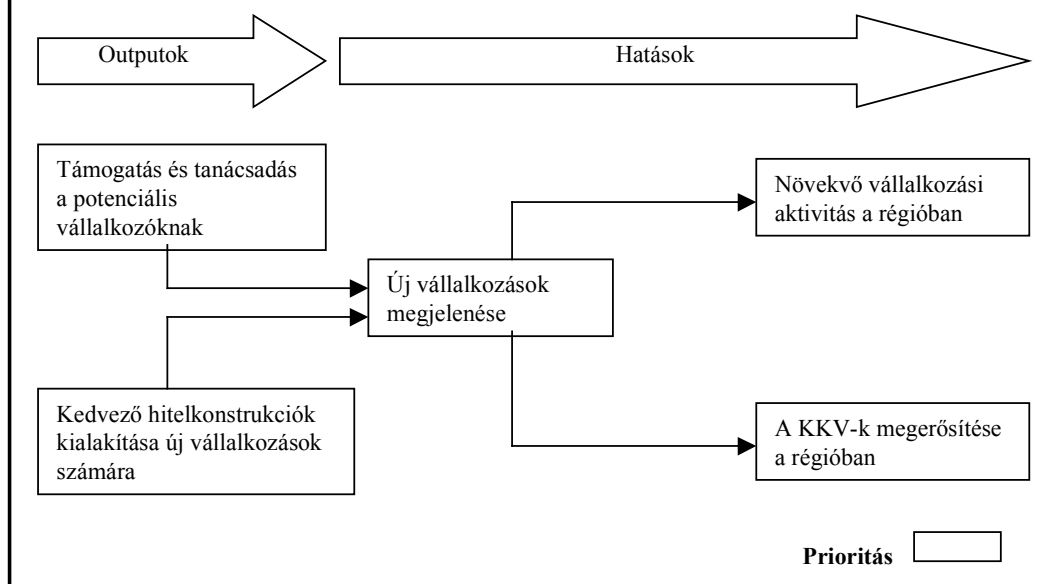 Outputok
Hatások
Támogatás és tanácsadás
a potenciális
vállalkozóknak
Növekvő vállalkozási
aktivitás a régióban
Új vállalkozások
megjelenése
Kedvező hitelkonstrukciók
kialakítása új vállalkozások
számára
A KKV-k megerősítése
a régióban
Prioritás